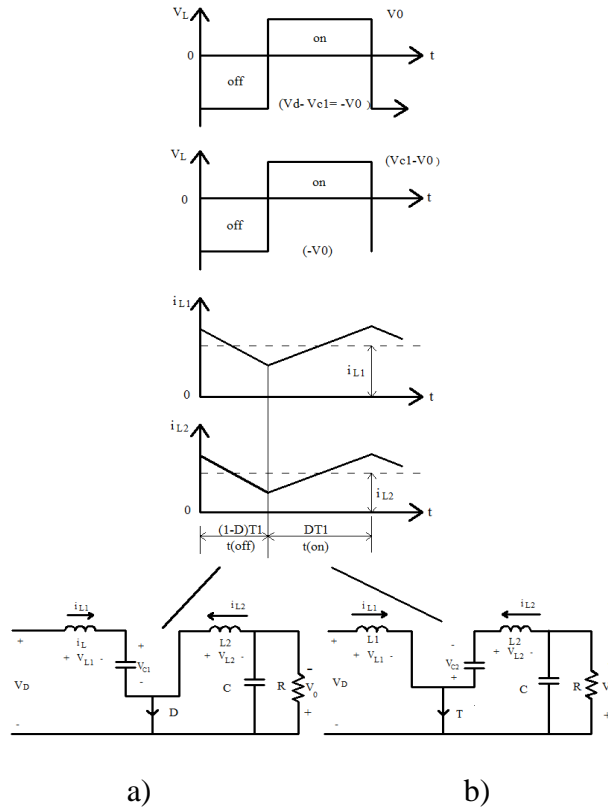 V_L V0
on
0 t
off
(Vd- Vc1= -V0 )
V_L (Vc1-V0 )
on
0 t
off
(-V0)
i_L1
i_L1
0 t
i_L2
i_L2
0 t
(1-D)T1 DT1
t(off) t(on)
i_L1 i_L2 i_L1 i_L2
+ i_L + L2 + L1 - L2
+ V_L1 - V_C1 + V_L2 - - + V_L1 - V_C2 + V_L2 -
V_D - C R V_0 V_D + C R V
- D + - T +
a) b)